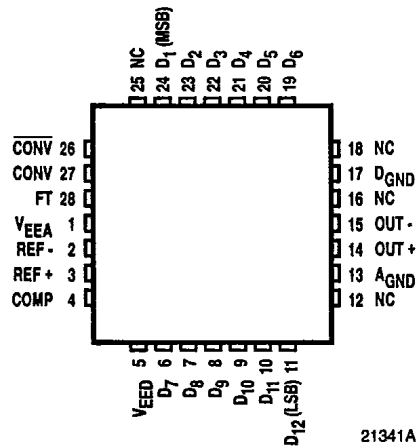 NC D1 (MSB) D2 D3 D4 D5 D6
25 24 23 22 21 20 19
CONV 26
CONV 27
FT 28
VEEA 1
REF - 2
REF + 3
COMP 4
18 NC
17 DGND
16 NC
15 OUT -
14 OUT +
13 AGND
12 NC
5 6 7 8 9 10 11
VEED D7 D8 D9 D10 D11 D12 (LSB)
21341A